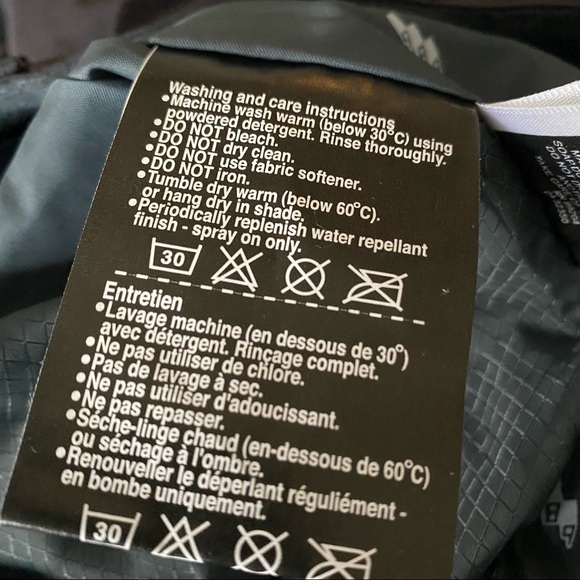 Washing and care instructions
•Machine wash warm (below 30°C) using
powdered detergent. Rinse thoroughly.
•DO NOT bleach.
•DO NOT dry clean.
•DO NOT use fabric softener.
•DO NOT iron.
•Tumble dry warm (below 60°C).
or hang dry in shade.
•Periodically replenish water repellant
finish - spray on only.
30
Entretien
•Lavage machine (en dessous de 30°)
avec détergent. Rinçage complet.
•Ne pas utiliser de chlore.
•Pas de lavage à sec.
•Ne pas utiliser d'adoucissant.
•Ne pas repasser.
•Séche-linge chaud (en-dessous de 60°C)
ou séchage à l'ombre.
•Renouveller le déperlant réguliément -
en bombe uniquement.
30